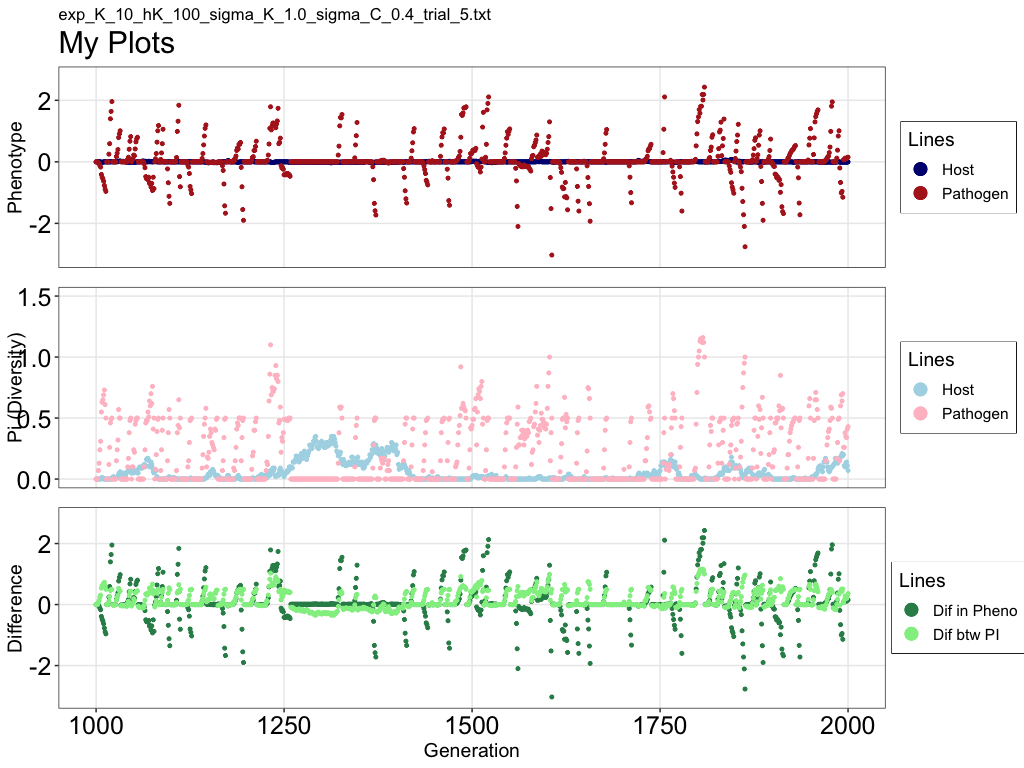 exp_K_10_hK_100_sigma_K_1.0_sigma_C_0.4_trial_5.txt
My Plots
Phenotype
2
0
-2
Lines
Host
Pathogen
Pi (Diversity)
1.5
1.0
0.5
0.0
Lines
Host
Pathogen
Difference
2
0
-2
Lines
Dif in Pheno
Dif btw PI
1000 1250 1500 1750 2000
Generation